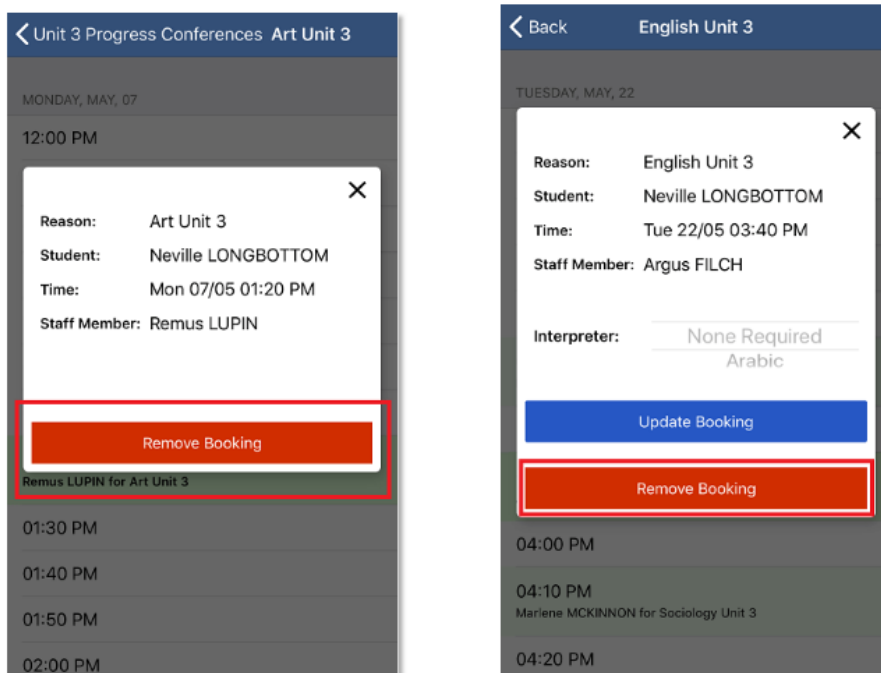 Unit 3 Progress Conferences Art Unit 3
MONDAY, MAY, 07
12:00 PM
Reason: Art Unit 3
Student: Neville LONGBOTTOM
Time: Mon 07/05 01:20 PM
Staff Member: Remus LUPIN
Remove Booking
Remus LUPIN for Art Unit 3
01:30 PM
01:40 PM
01:50 PM
02:00 PM
Back English Unit 3
TUESDAY, MAY, 22
Reason: English Unit 3
Student: Neville LONGBOTTOM
Time: Tue 22/05 03:40 PM
Staff Member: Argus FILCH
Interpreter: None Required
Arabic
Update Booking
Remove Booking
04:00 PM
04:10 PM
Marlene MCKINNON for Sociology Unit 3
04:20 PM